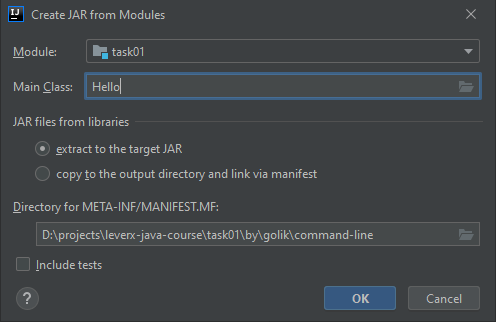 Create JAR from Modules
Module: task01
Main Class: Hello
JAR files from libraries
extract to the target JAR
copy to the output directory and link via manifest
Directory for META-INF/MANIFEST.MF:
D:\projects\leverx-java-course\task01\by\golik\command-line
Include tests
? OK Cancel